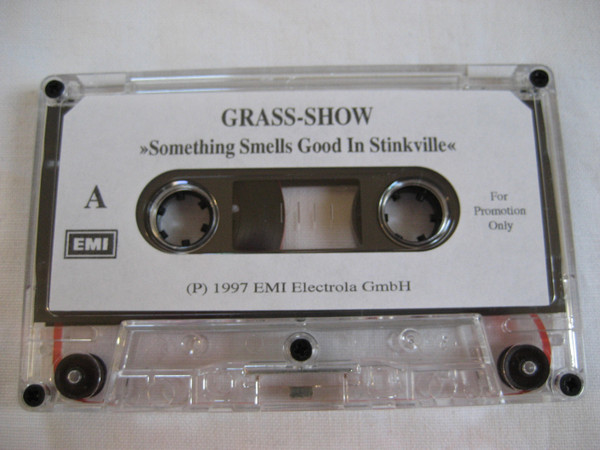 GRASS-SHOW
»Something Smells Good In Stinkville«
A
EMI
For
Promotion
Only
(P) 1997 EMI Electrola GmbH